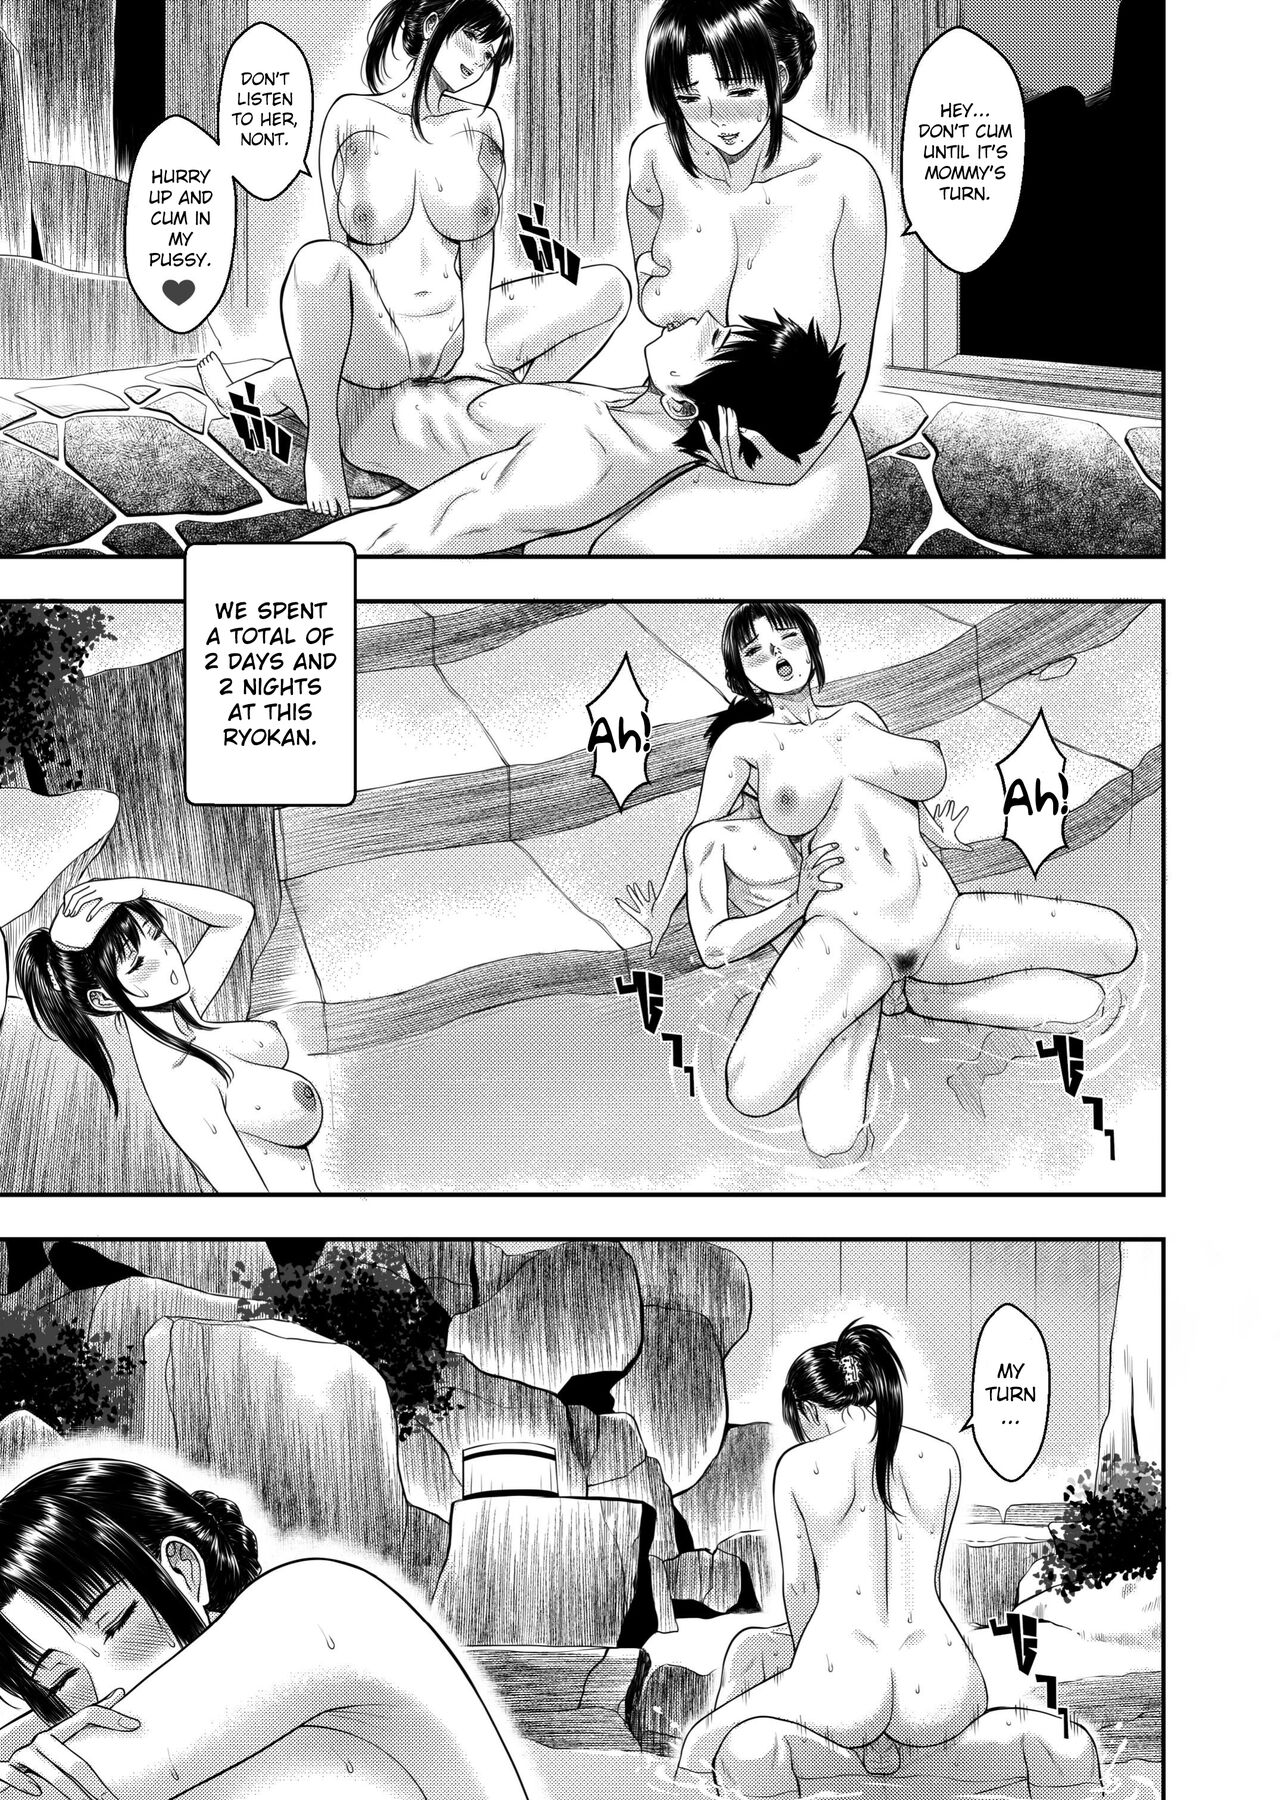 HEY...
DON'T CUM
UNTIL IT'S
MOMMY'S
TURN.
DON'T
LISTEN
TO HER,
NONT.
HURRY
UP AND
CUM IN
MY
PUSSY.
WE SPENT
A TOTAL OF
2 DAYS AND
2 NIGHTS
AT THIS
RYOKAN.
Ah!
Ah!
MY
TURN
...